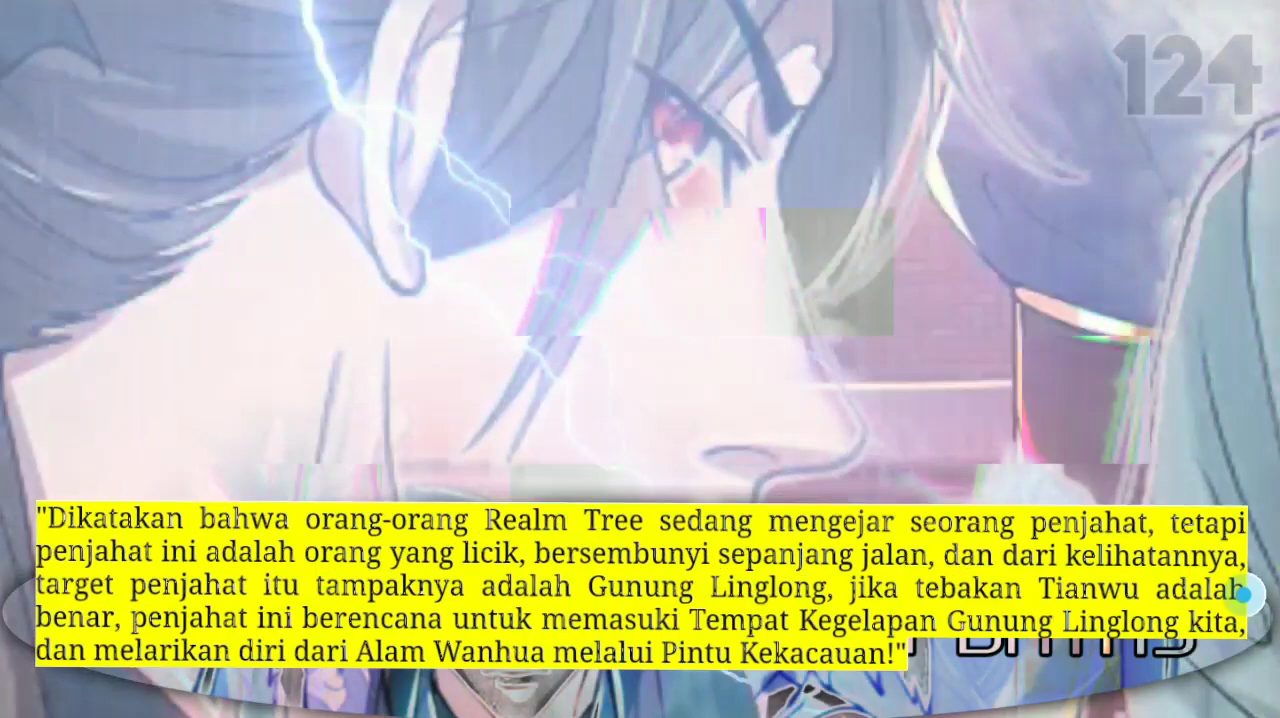 124
"Dikatakan bahwa orang-orang Realm Tree sedang mengejar seorang penjahat, tetapi
penjahat ini adalah orang yang licik, bersembunyi sepanjang jalan, dan dari kelihatannya,
target penjahat itu tampaknya adalah Gunung Linglong, jika tebakan Tianwu adalah
benar, penjahat ini berencana untuk memasuki Tempat Kegelapan Gunung Linglong kita,
dan melarikan diri dari Alam Wanhua melalui Pintu Kekacauan!"